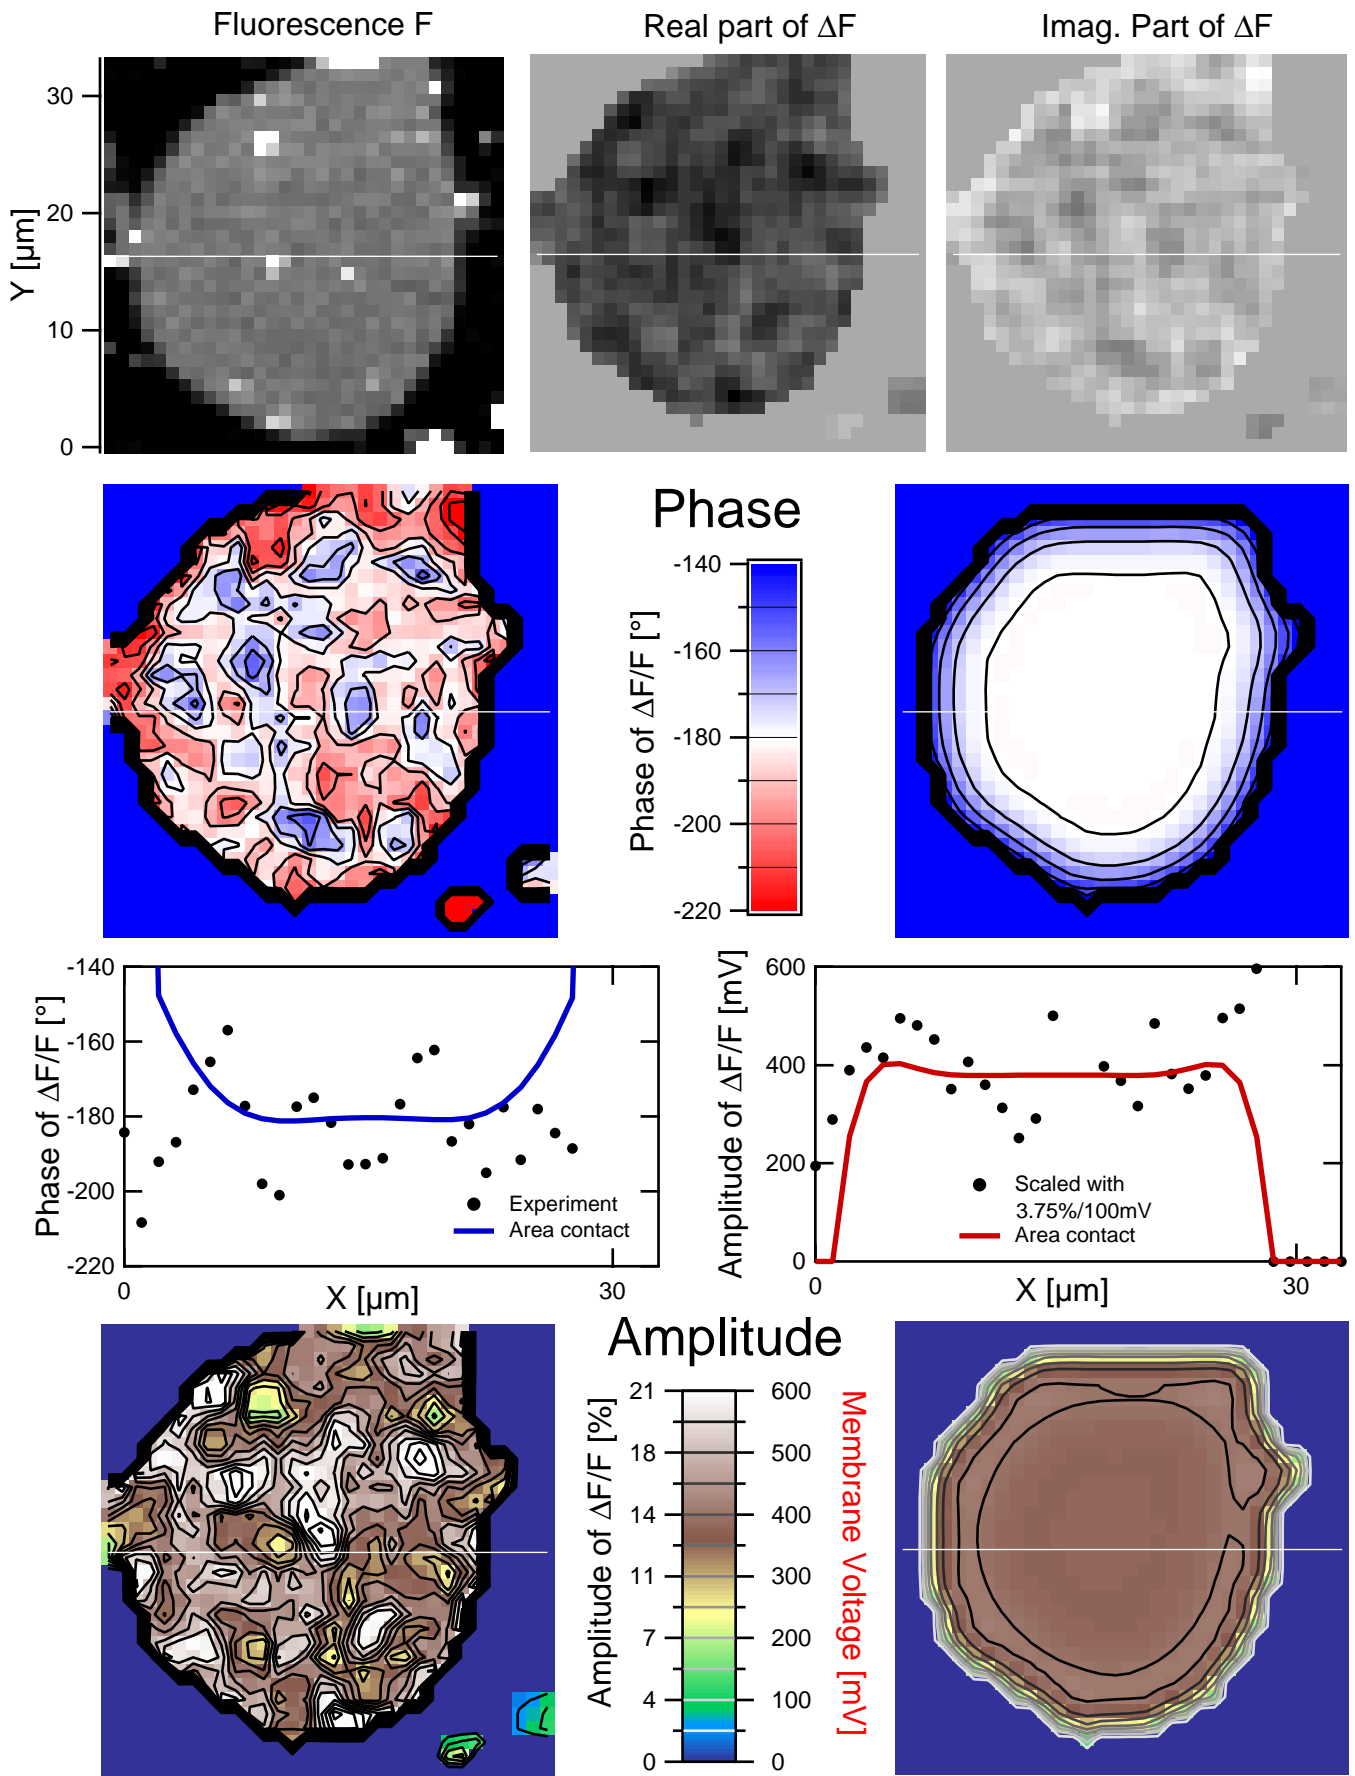 Fluorescence F
Real part of ΔF
Imag. Part of ΔF
Y [µm]
30
20
10
0
Phase
Phase of ΔF/F [°]
-140
-160
-180
-200
-220
Phase of ΔF/F [°]
-140
-160
-180
-200
-220
Experiment
Area contact
0
30
X [µm]
Amplitude of ΔF/F [mV]
600
400
200
0
Scaled with
3.75%/100mV
Area contact
0
30
X [µm]
Amplitude
Amplitude of ΔF/F [%]
21
18
14
11
7
4
0
600
500
400
300
200
100
0
Membrane Voltage [mV]